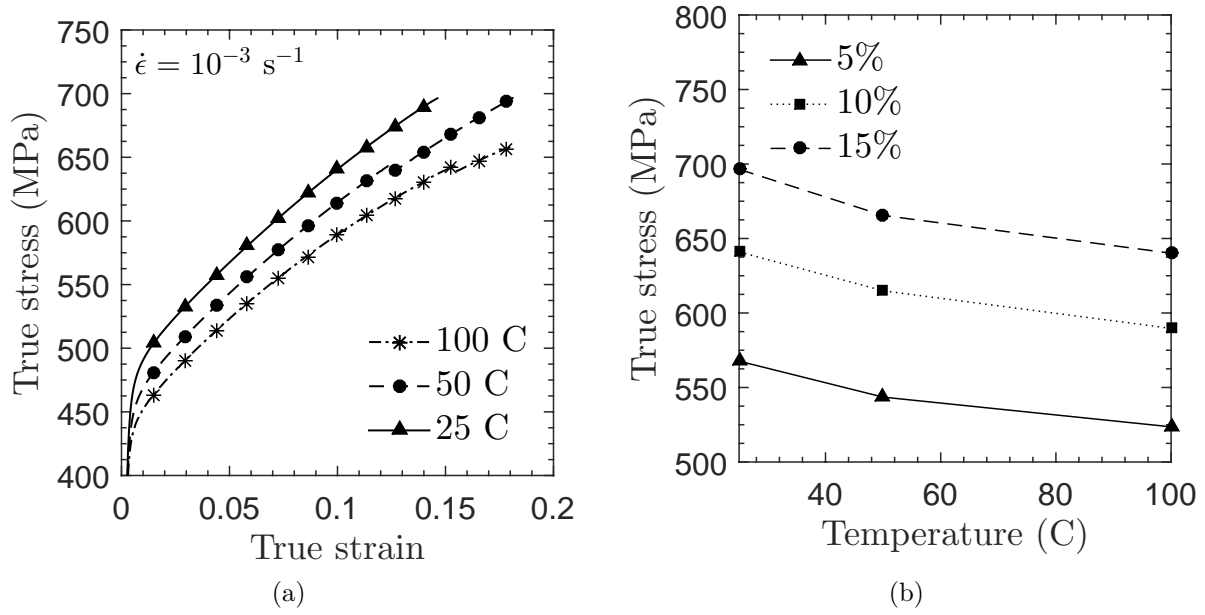 750
700
650
600
550
500
450
400
True stress (MPa)
ϵ̇ = 10⁻³ s⁻¹
100 C
50 C
25 C
0 0.05 0.1 0.15 0.2
True strain
(a)
800
750
700
650
600
550
500
True stress (MPa)
5%
10%
15%
40 60 80 100
Temperature (C)
(b)